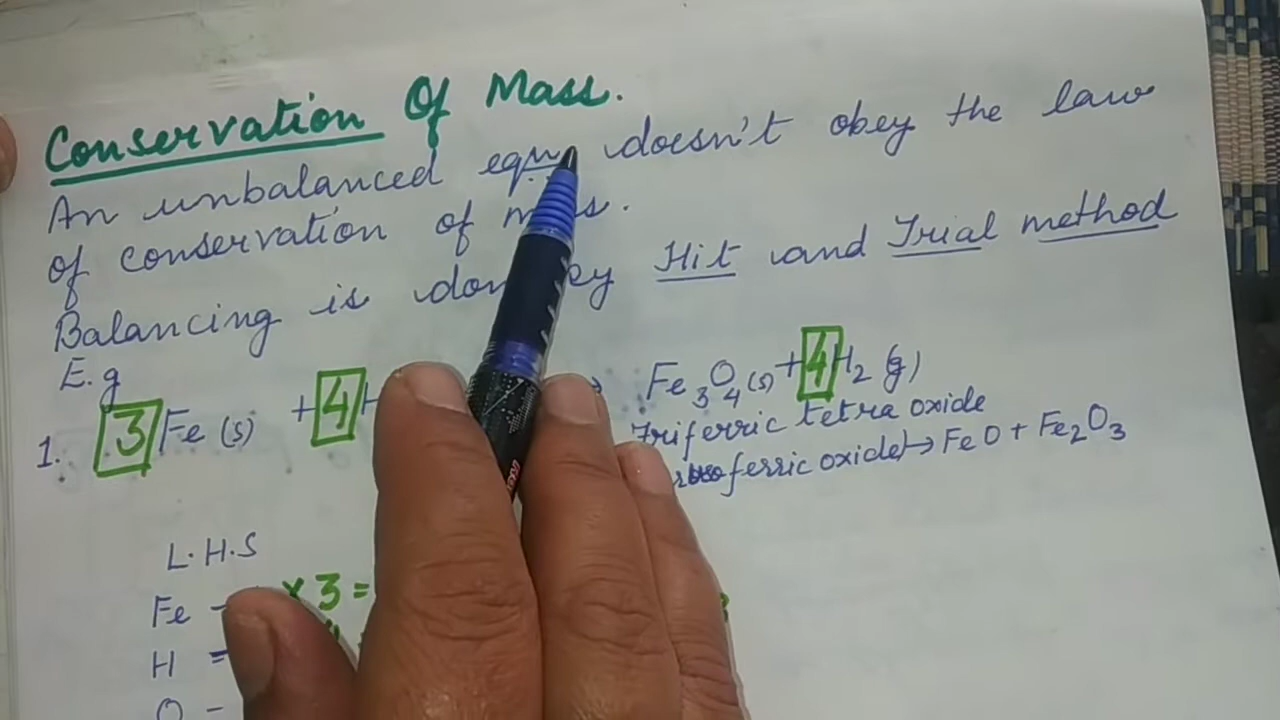 Conservation Of Mass.
An unbalanced eqn doesn't obey the law
of conservation of .
Balancing is by Hit and Trial method
E.g
1. 3 Fe (s) + 4 → Fe3O4 (s) + 4 H2 (g)
Triferric tetra oxide
ferric oxide → FeO + Fe2O3
L.H.S
Fe - × 3 =
H =
O -